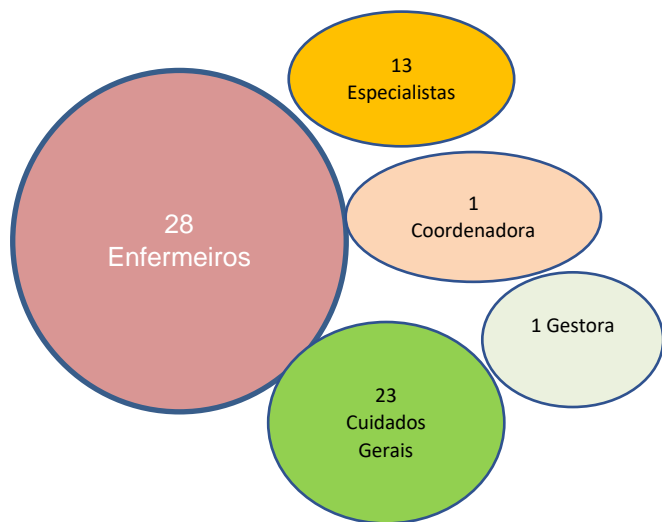 13
Especialistas
28
Enfermeiros
1
Coordenadora
1 Gestora
23
Cuidados
Gerais